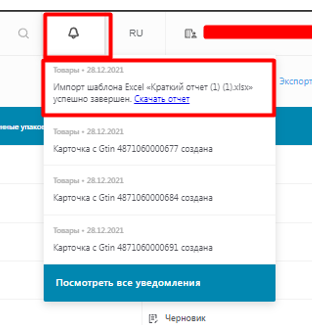 RU
Товары • 28.12.2021
Импорт шаблона Excel «Краткий отчет (1) (1).xlsx»
успешно завершен. Скачать отчет
Экспорт
нные упаков
Товары • 28.12.2021
Карточка с Gtin 4871060000677 создана
Товары • 28.12.2021
Карточка с Gtin 4871060000684 создана
Товары • 28.12.2021
Карточка с Gtin 4871060000691 создана
Посмотреть все уведомления
Черновик